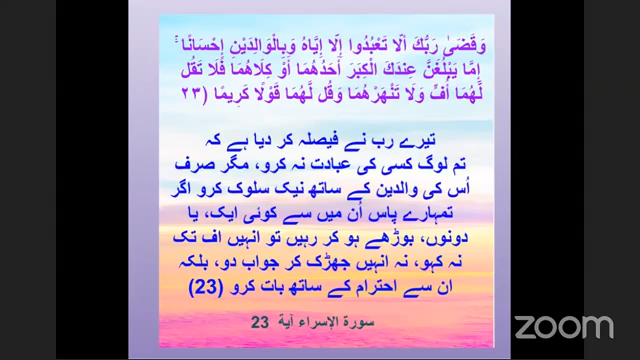 وَقَضَىٰ رَبُّكَ أَلَّا تَعْبُدُوا إِلَّا إِيَّاهُ وَبِالْوَالِدَيْنِ إِحْسَانًا ۚ
إِمَّا يَبْلُغَنَّ عِندَكَ الْكِبَرَ أَحَدُهُمَا أَوْ كِلَاهُمَا فَلَا تَقُل
لَّهُمَا أُفٍّ وَلَا تَنْهَرْهُمَا وَقُل لَّهُمَا قَوْلًا كَرِيمًا (٢٣
تیرے رب نے فیصلہ کر دیا ہے کہ
تم لوگ کسی کی عبادت نہ کرو، مگر صرف
اُس کی والدین کے ساتھ نیک سلوک کرو اگر
تمہارے پاس اُن میں سے کوئی ایک، یا
دونوں، بوڑھے ہو کر رہیں تو انہیں اف تک
نہ کہو، نہ انہیں جھڑک کر جواب دو، بلکہ
ان سے احترام کے ساتھ بات کرو (23)
سورة الإسراء آية 23
zoom